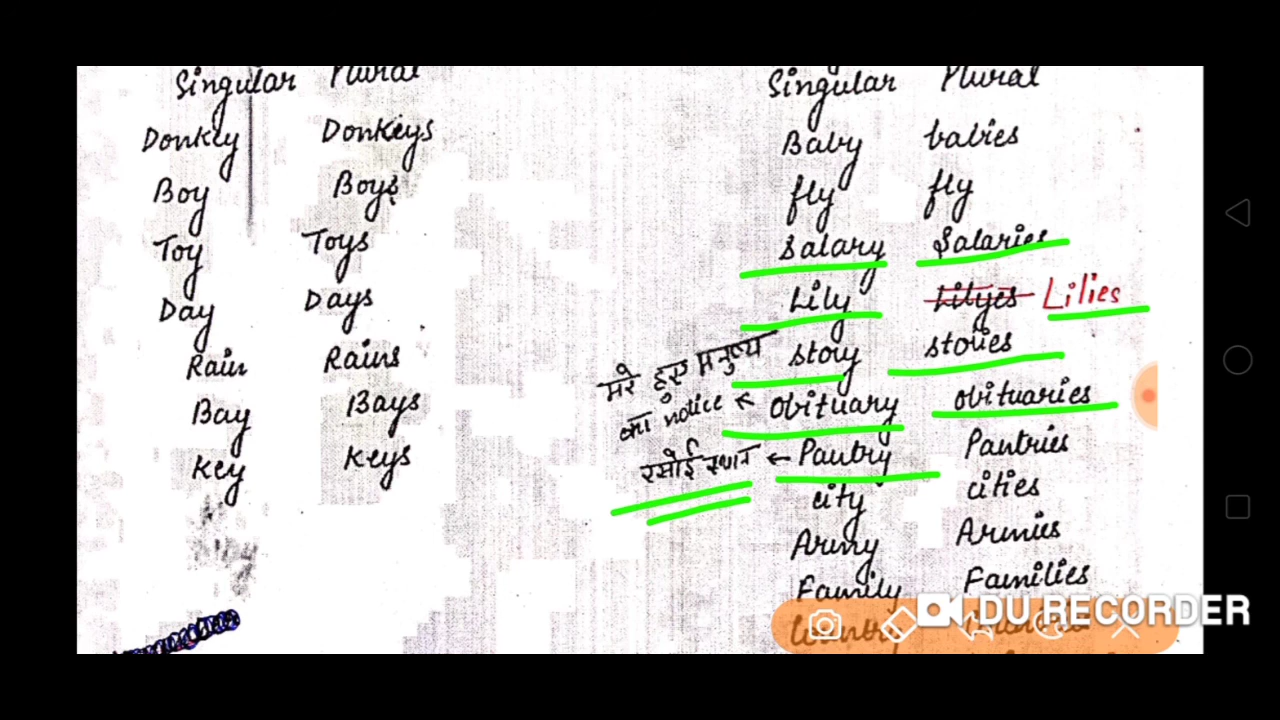 Singular Plural
Donkey Donkeys
Boy Boys
Toy Toys
Day Days
Rain Rains
Bay Bays
Key Keys
Singular Plural
Baby babies
fly fly
Salary Salaries
Lily Lilyes Lilies
story stories
मरे हुए मनुष्य
का notice ← Obituary obituaries
रसोई स्थान ← Pantry Pantries
city cities
Army Armies
Family Families
DU RECORDER